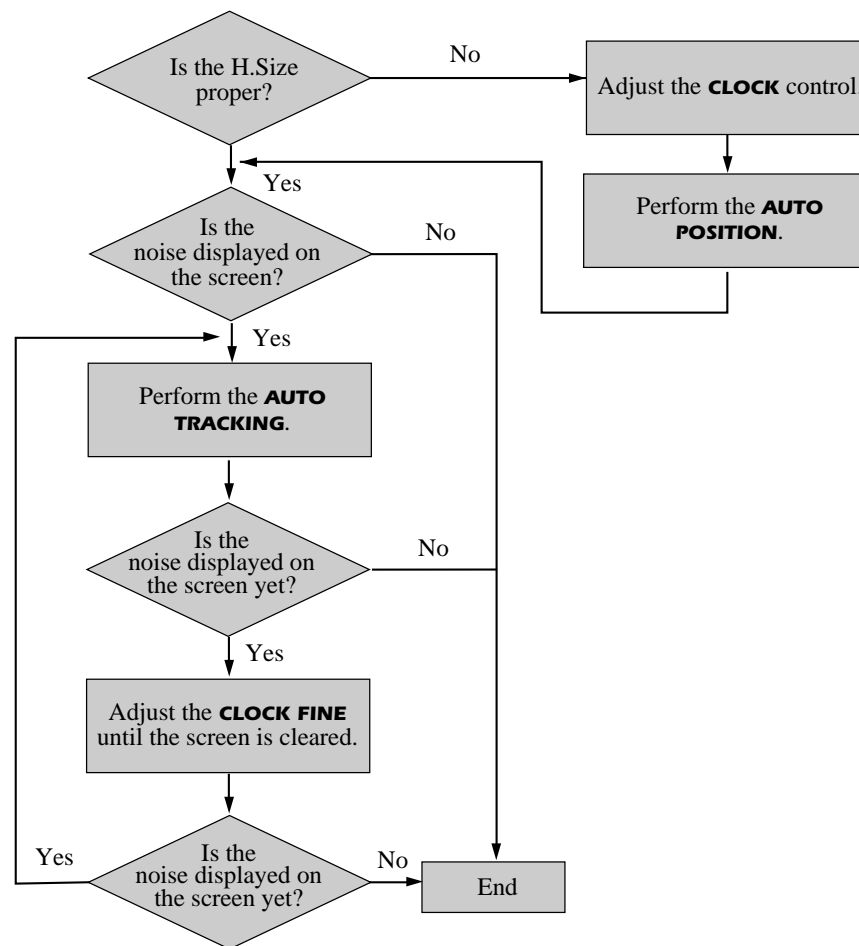 Is the H.Size
proper?
No
Adjust the CLOCK control.
Yes
Perform the AUTO
POSITION.
Is the
noise displayed on
the screen?
No
Yes
Perform the AUTO
TRACKING.
Is the
noise displayed on
the screen yet?
No
Yes
Adjust the CLOCK FINE
until the screen is cleared.
Yes
Is the
noise displayed on
the screen yet?
No
End